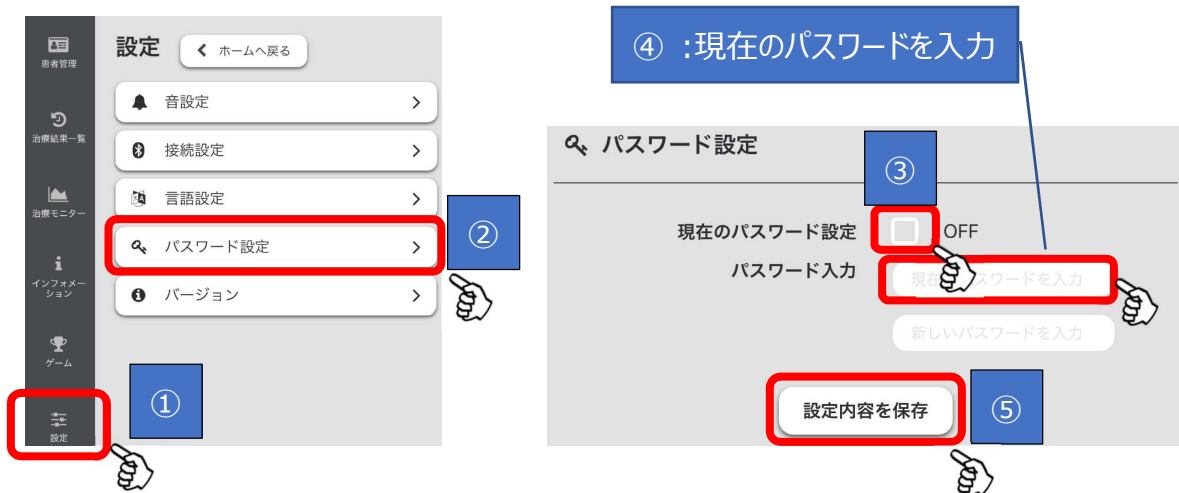 患者管理
治療結果一覧
治療モニター
インフォメー
ション
ゲーム
設定
①
設定
ホームへ戻る
音設定
接続設定
言語設定
パスワード設定
バージョン
②
④ :現在のパスワードを入力
パスワード設定
③
現在のパスワード設定
OFF
パスワード入力
現在 スワードを入力
新しいパスワードを入力
設定内容を保存
⑤